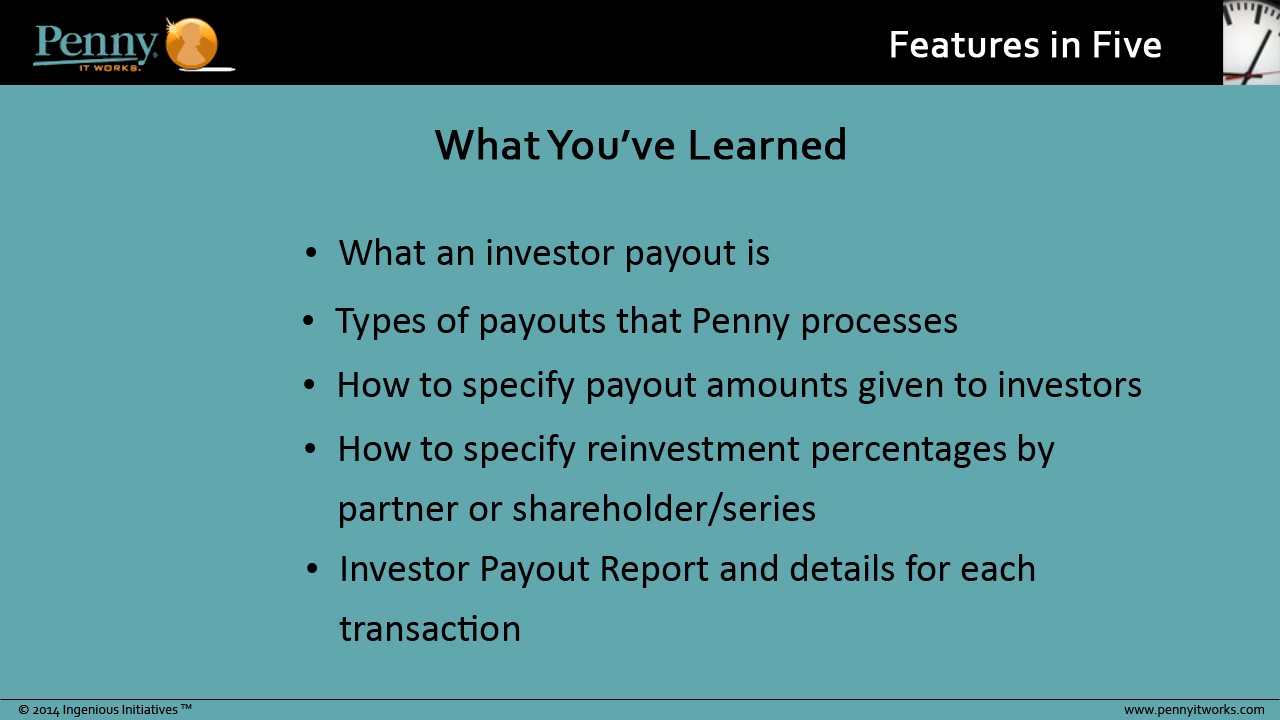 Penny®
IT WORKS.
Features in Five
What You’ve Learned
• What an investor payout is
• Types of payouts that Penny processes
• How to specify payout amounts given to investors
• How to specify reinvestment percentages by
partner or shareholder/series
• Investor Payout Report and details for each
transaction
© 2014 Ingenious Initiatives ™
www.pennyitworks.com